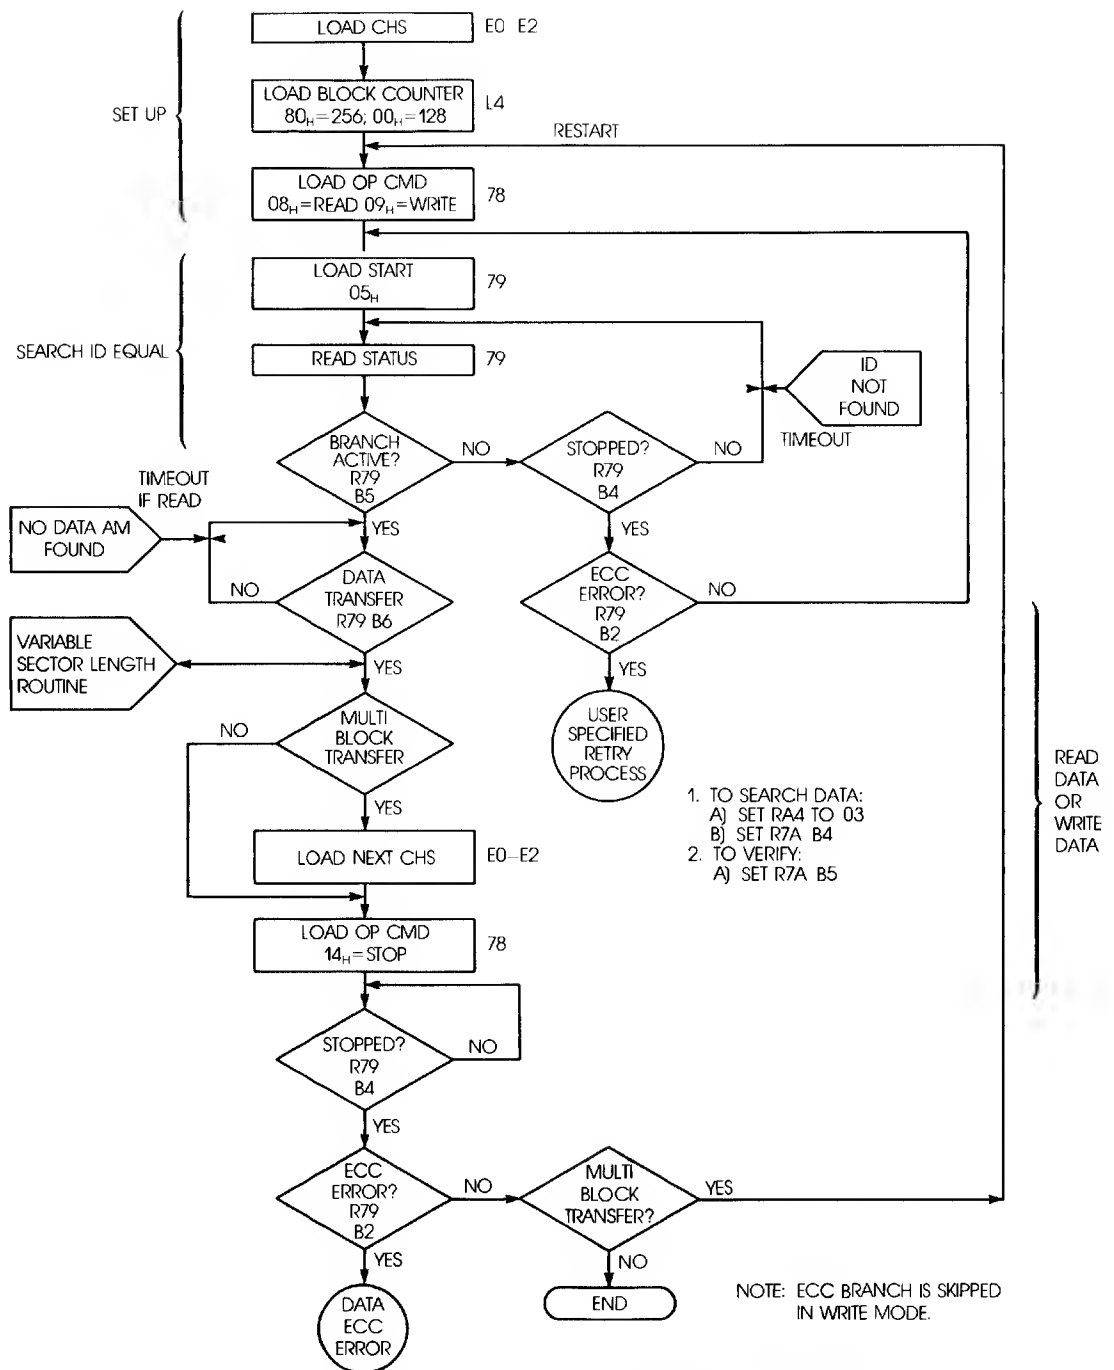 LOAD CHS
E0 E2
LOAD BLOCK COUNTER
80H=256; 00H=128
L4
SET UP
RESTART
LOAD OP CMD
08H=READ 09H=WRITE
78
LOAD START
05H
79
SEARCH ID EQUAL
READ STATUS
79
ID
NOT
FOUND
TIMEOUT
BRANCH
ACTIVE?
R79
B5
NO
STOPPED?
R79
B4
NO
TIMEOUT
IF READ
YES
YES
NO DATA AM
FOUND
NO
DATA
TRANSFER
R79 B6
ECC
ERROR?
R79
B2
NO
VARIABLE
SECTOR LENGTH
ROUTINE
YES
YES
NO
MULTI
BLOCK
TRANSFER
USER
SPECIFIED
RETRY
PROCESS
YES
READ
DATA
OR
WRITE
DATA
1. TO SEARCH DATA:
A) SET RA4 TO 03
B) SET R7A B4
2. TO VERIFY:
A) SET R7A B5
LOAD NEXT CHS
E0–E2
LOAD OP CMD
14H=STOP
78
STOPPED?
R79
B4
NO
YES
ECC
ERROR?
R79
B2
NO
MULTI
BLOCK
TRANSFER?
YES
YES
NO
DATA
ECC
ERROR
END
NOTE: ECC BRANCH IS SKIPPED
IN WRITE MODE.